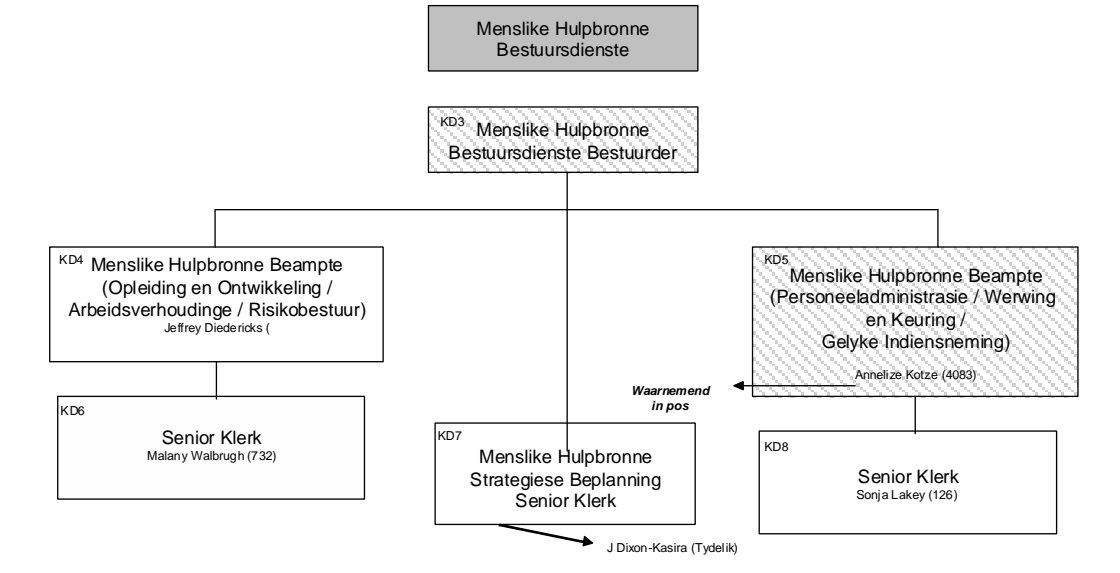 Menslike Hulpbronne
Bestuursdienste
KD3
Menslike Hulpbronne
Bestuursdienste Bestuurder
KD4
Menslike Hulpbronne Beampte
(Opleiding en Ontwikkeling /
Arbeidsverhoudinge / Risikobestuur)
Jeffrey Diedericks (
KD5
Menslike Hulpbronne Beampte
(Personeeladministrasie / Werwing
en Keuring /
Gelyke Indiensneming)
Annelize Kotze (4083)
Waarnemend
in pos
KD6
Senior Klerk
Malany Walbrugh (732)
KD7
Menslike Hulpbronne
Strategiese Beplanning
Senior Klerk
J Dixon-Kasira (Tydelik)
KD8
Senior Klerk
Sonja Lakey (126)